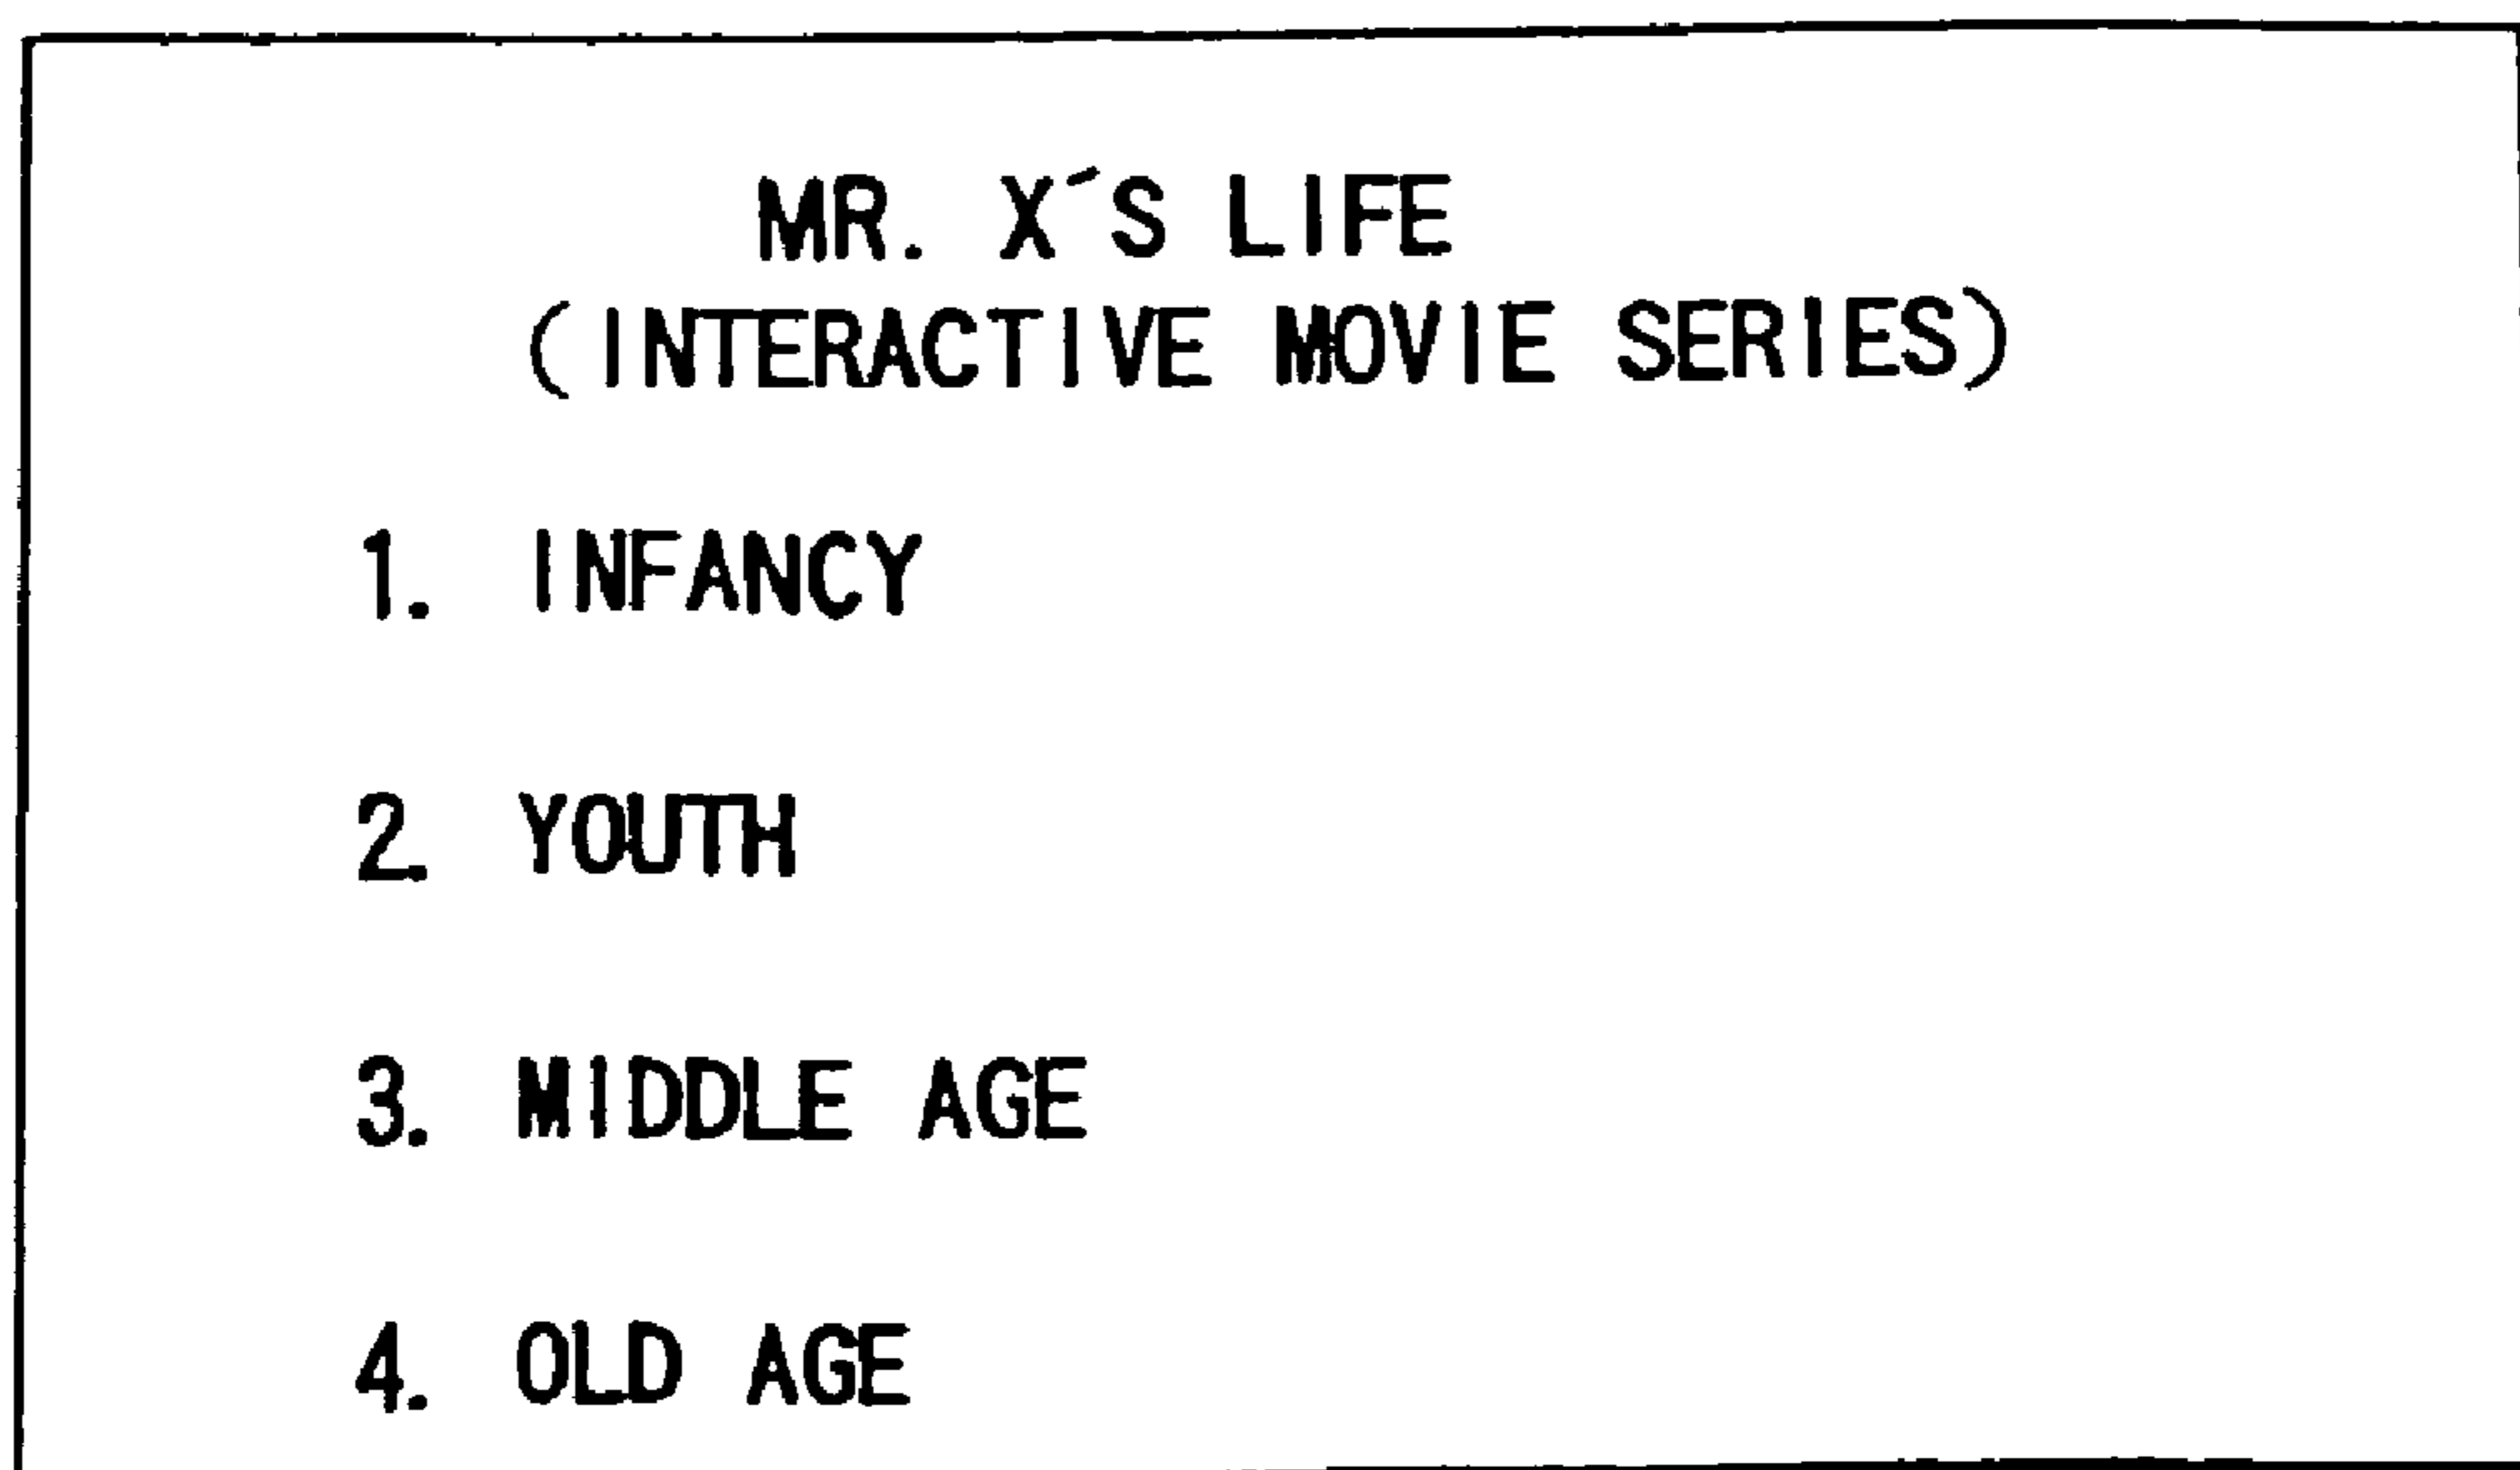 MR. X´S LIFE
(INTERACTIVE MOVIE SERIES)
1. INFANCY
2. YOUTH
3. MIDDLE AGE
4. OLD AGE